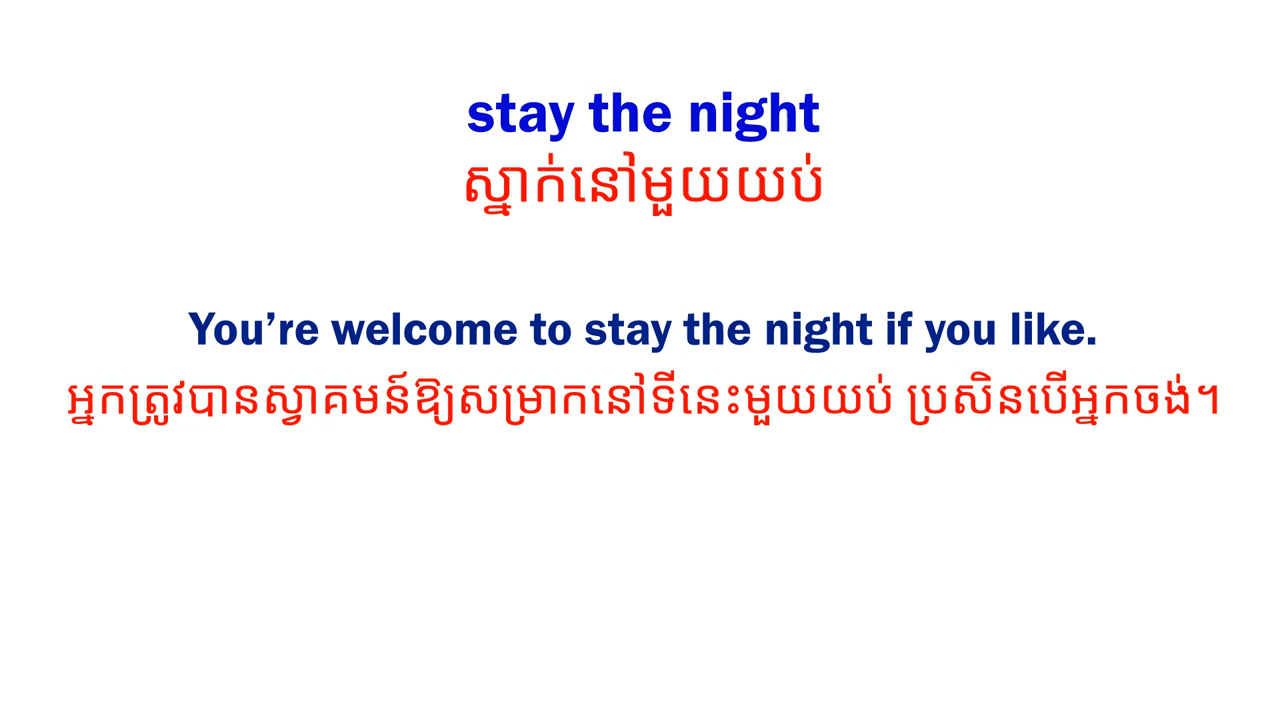 stay the night
ស្នាក់នៅមួយយប់
You’re welcome to stay the night if you like.
អ្នកត្រូវបានស្វាគមន៍ឱ្យសម្រាកនៅទីនេះមួយយប់ ប្រសិនបើអ្នកចង់។